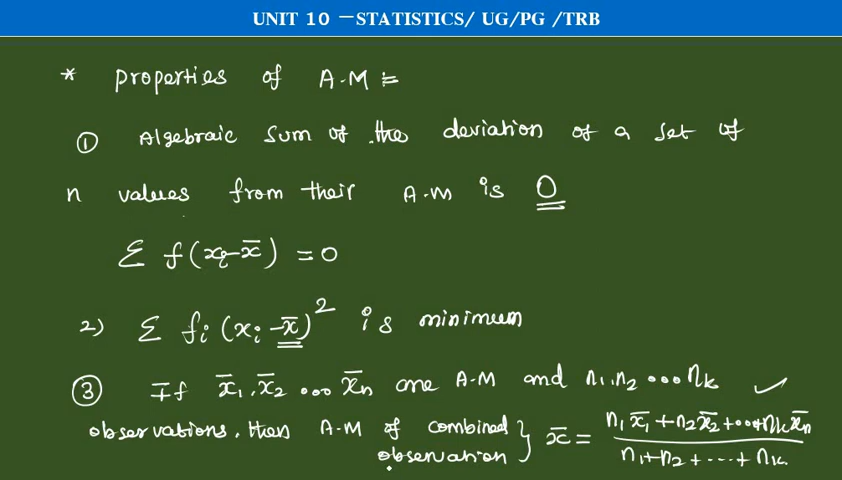 UNIT 10 – STATISTICS/ UG/PG /TRB
* Properties of A.M =
① Algebraic sum of the deviation of a set of
n values from their A.M is 0
Σ f(xᵢ-x̄) = 0
2) Σ fᵢ (xᵢ - x̄)² is minimum
③ If x̄₁, x̄₂ ... x̄ₙ are A.M and n₁, n₂ ... nₖ ✓
observations, then A.M of combined observation } x̄ = (n₁x̄₁ + n₂x̄₂ + ... + nₖx̄ₙ) / (n₁+n₂ + ... + nₖ)